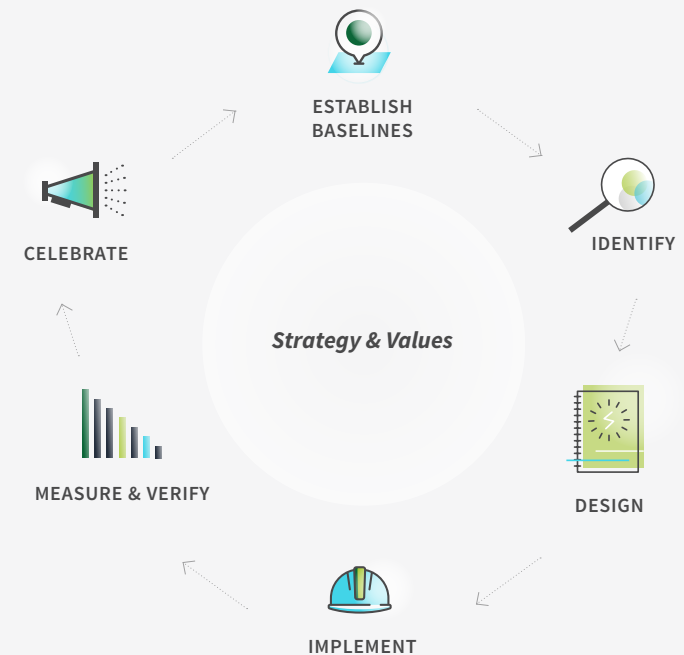 ESTABLISH
BASELINES
IDENTIFY
DESIGN
IMPLEMENT
MEASURE & VERIFY
CELEBRATE
Strategy & Values